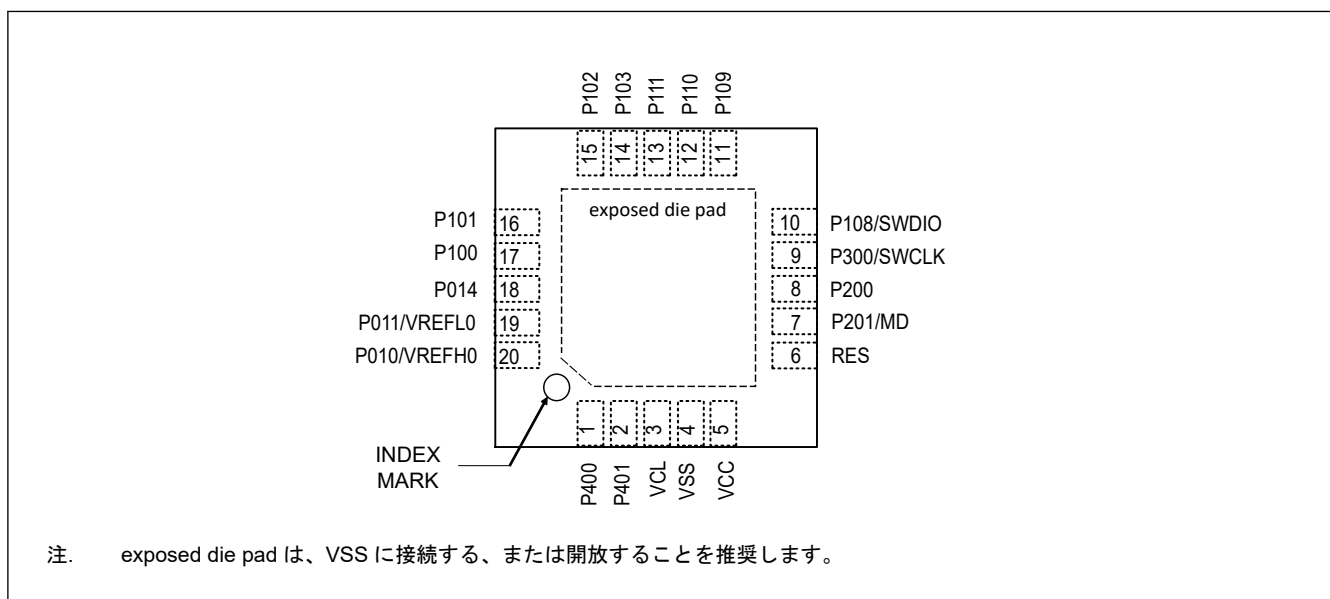 P102
P103
P111
P110
P109
15
14
13
12
11
exposed die pad
P101 16
P100 17
P014 18
P011/VREFL0 19
P010/VREFH0 20
10 P108/SWDIO
9 P300/SWCLK
8 P200
7 P201/MD
6 RES
1
2
3
4
5
P400
P401
VCL
VSS
VCC
INDEX
MARK
注. exposed die pad は、VSS に接続する、または開放することを推奨します。